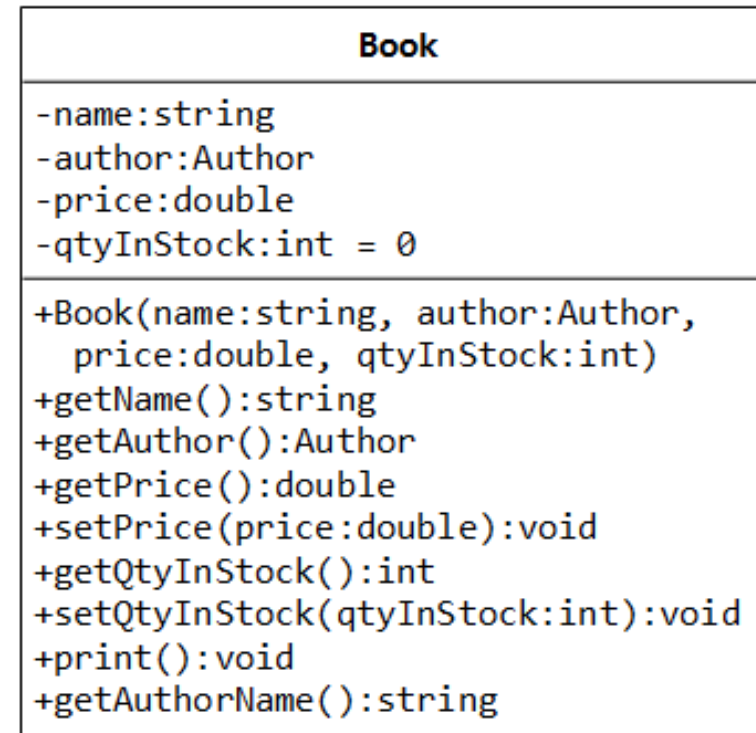 Book
-name:string
-author:Author
-price:double
-qtyInStock:int = 0
+Book(name:string, author:Author,
price:double, qtyInStock:int)
+getName():string
+getAuthor():Author
+getPrice():double
+setPrice(price:double):void
+getQtyInStock():int
+setQtyInStock(qtyInStock:int):void
+print():void
+getAuthorName():string